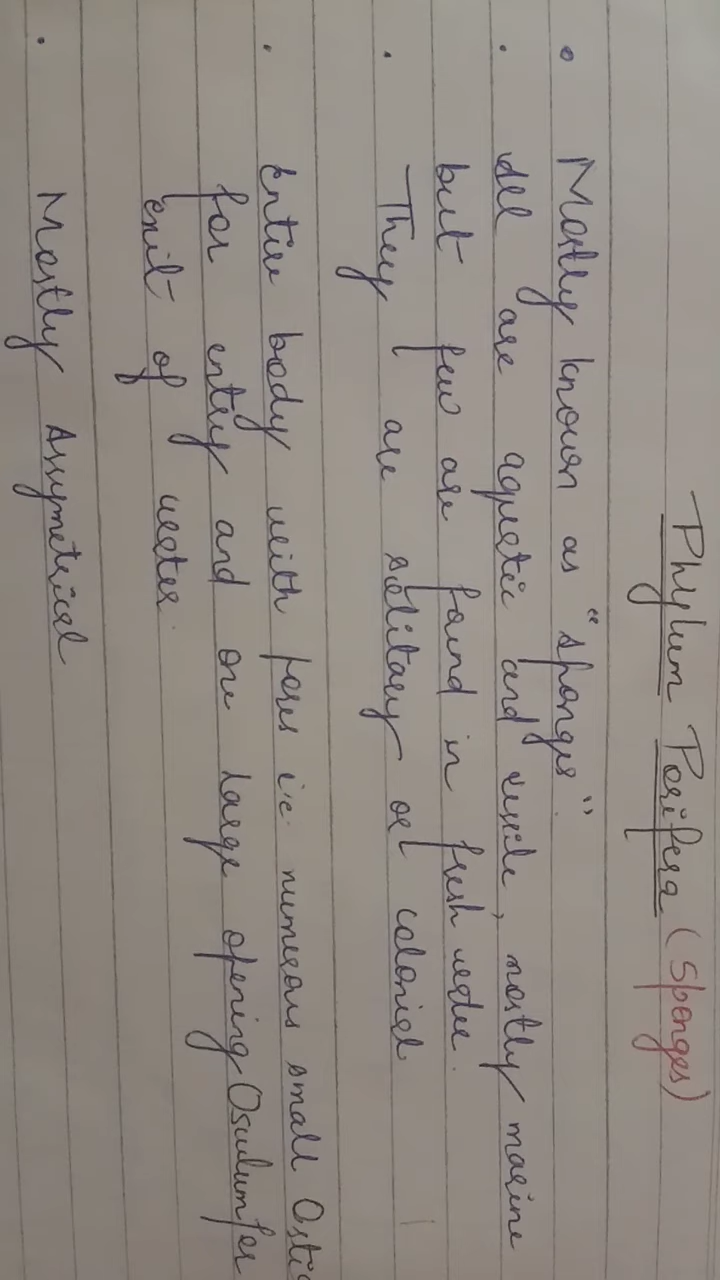 Phylum Porifera (Sponges)
• Mostly known as "sponges".
• All are aquatic and sessile, mostly marine
but few are found in fresh water.
• They are solitary or colonial
• Entire body with pores i.e. numerous small Ostia
for entry and one large opening Osculum for
exit of water.
• Mostly Assymetrical